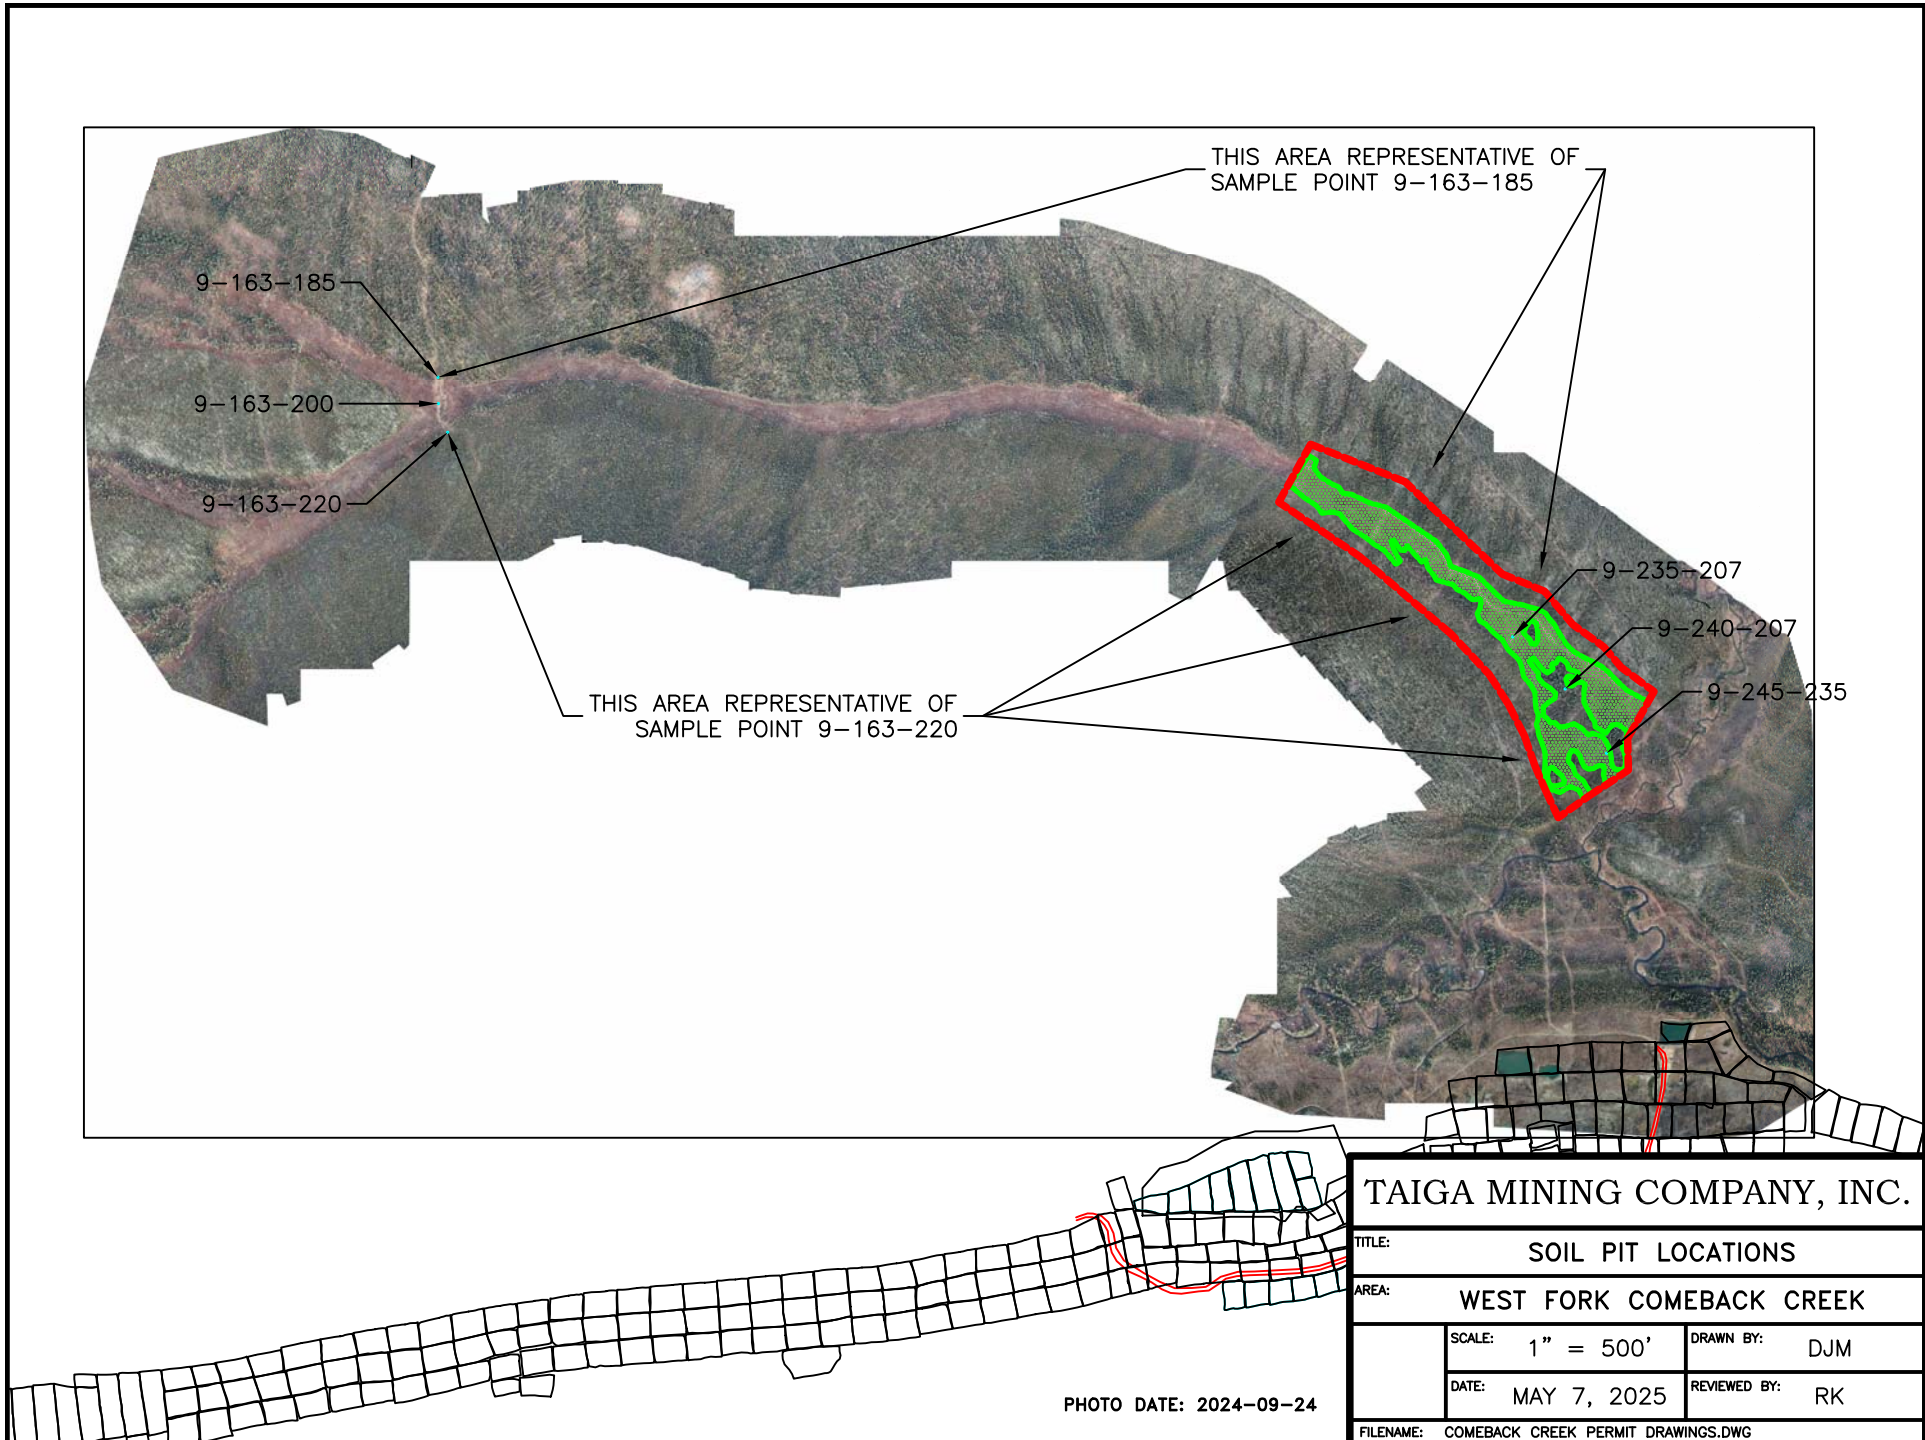 THIS AREA REPRESENTATIVE OF
SAMPLE POINT 9-163-185
9-163-185
9-163-200
9-163-220
9-235-207
9-240-207
9-245-235
THIS AREA REPRESENTATIVE OF
SAMPLE POINT 9-163-220
TAIGA MINING COMPANY, INC.
TITLE: SOIL PIT LOCATIONS
AREA: WEST FORK COMEBACK CREEK
SCALE: 1" = 500' DRAWN BY: DJM
DATE: MAY 7, 2025 REVIEWED BY: RK
FILENAME: COMEBACK CREEK PERMIT DRAWINGS.DWG
PHOTO DATE: 2024-09-24